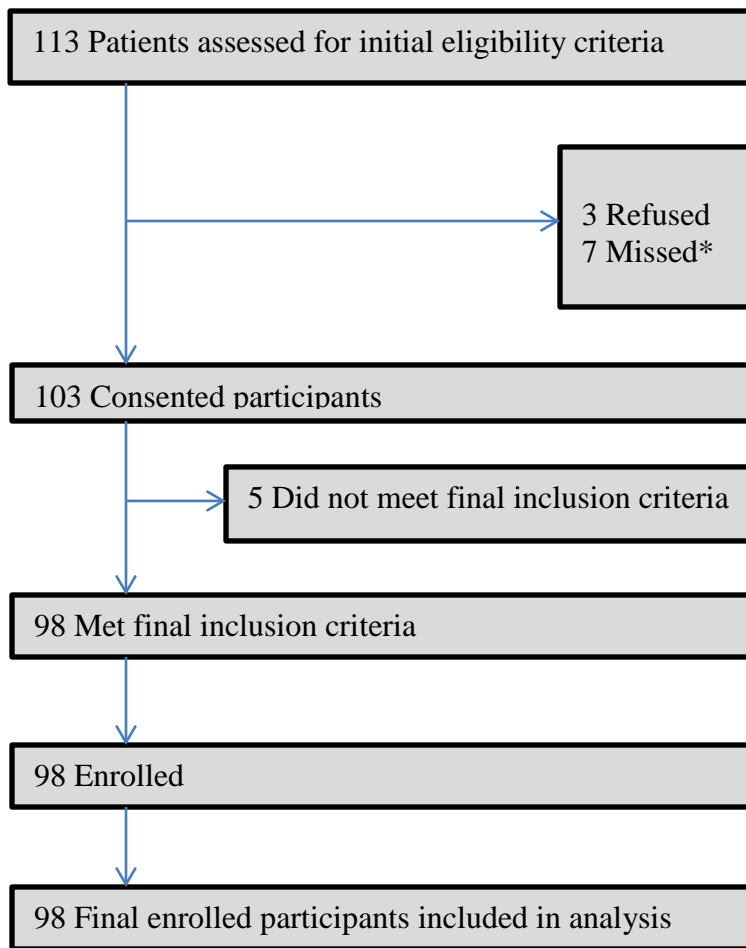 113 Patients assessed for initial eligibility criteria
3 Refused
7 Missed*
103 Consented participants
5 Did not meet final inclusion criteria
98 Met final inclusion criteria
98 Enrolled
98 Final enrolled participants included in analysis